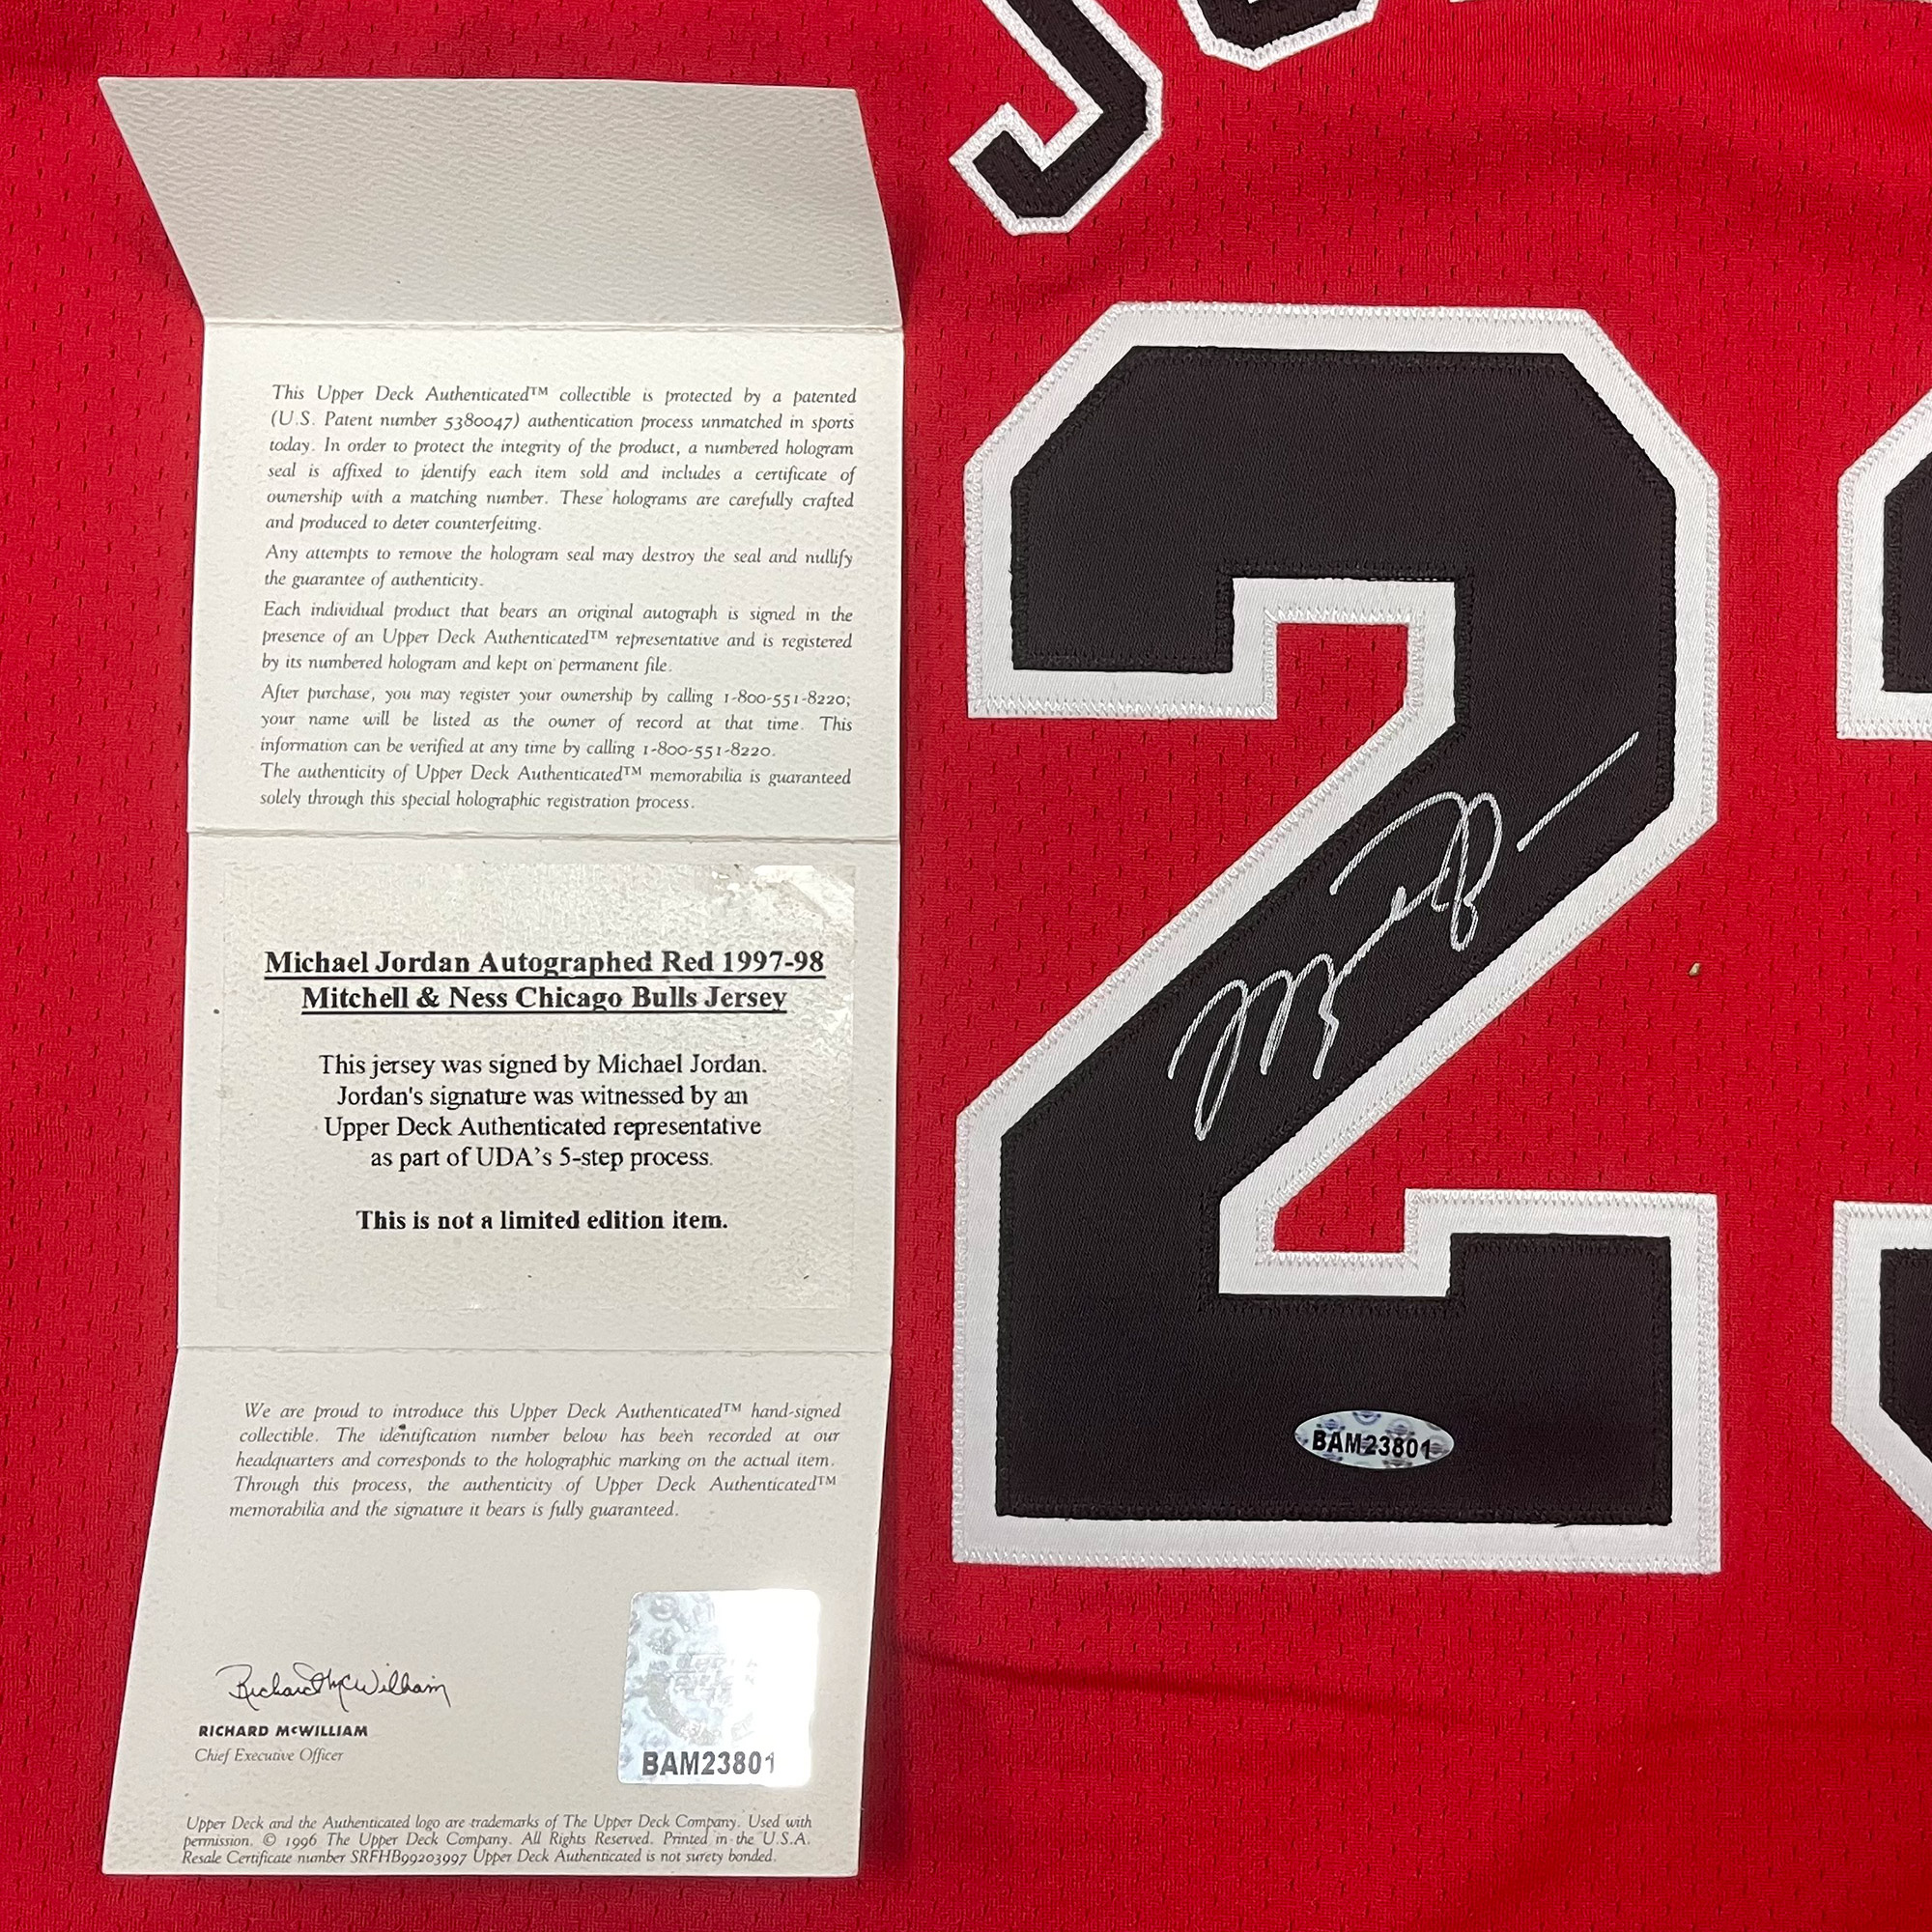 This Upper Deck Authenticated™ collectible is protected by a patented
(U.S. Patent number 5380047) authentication process unmatched in sports
today. In order to protect the integrity of the product, a numbered hologram
seal is affixed to identify each item sold and includes a certificate of
ownership with a matching number. These holograms are carefully crafted
and produced to deter counterfeiting.
Any attempts to remove the hologram seal may destroy the seal and nullify
the guarantee of authenticity.
Each individual product that bears an original autograph is signed in the
presence of an Upper Deck Authenticated™ representative and is registered
by its numbered hologram and kept on permanent file.
After purchase, you may register your ownership by calling 1-800-551-8220;
your name will be listed as the owner of record at that time. This
information can be verified at any time by calling 1-800-551-8220.
The authenticity of Upper Deck Authenticated™ memorabilia is guaranteed
solely through this special holographic registration process.
Michael Jordan Autographed Red 1997-98
Mitchell & Ness Chicago Bulls Jersey
This jersey was signed by Michael Jordan.
Jordan's signature was witnessed by an
Upper Deck Authenticated representative
as part of UDA's 5-step process.
This is not a limited edition item.
We are proud to introduce this Upper Deck Authenticated™ hand-signed
collectible. The identification number below has been recorded at our
headquarters and corresponds to the holographic marking on the actual item.
Through this process, the authenticity of Upper Deck Authenticated™
memorabilia and the signature it bears is fully guaranteed.
Richard McWilliam
RICHARD McWILLIAM
Chief Executive Officer
BAM23801
Upper Deck and the Authenticated logo are trademarks of The Upper Deck Company. Used with
permission. © 1996 The Upper Deck Company. All Rights Reserved. Printed in the U.S.A.
Resale Certificate number SRFHB99203997 Upper Deck Authenticated is not surety bonded.
J
2
BAM23801